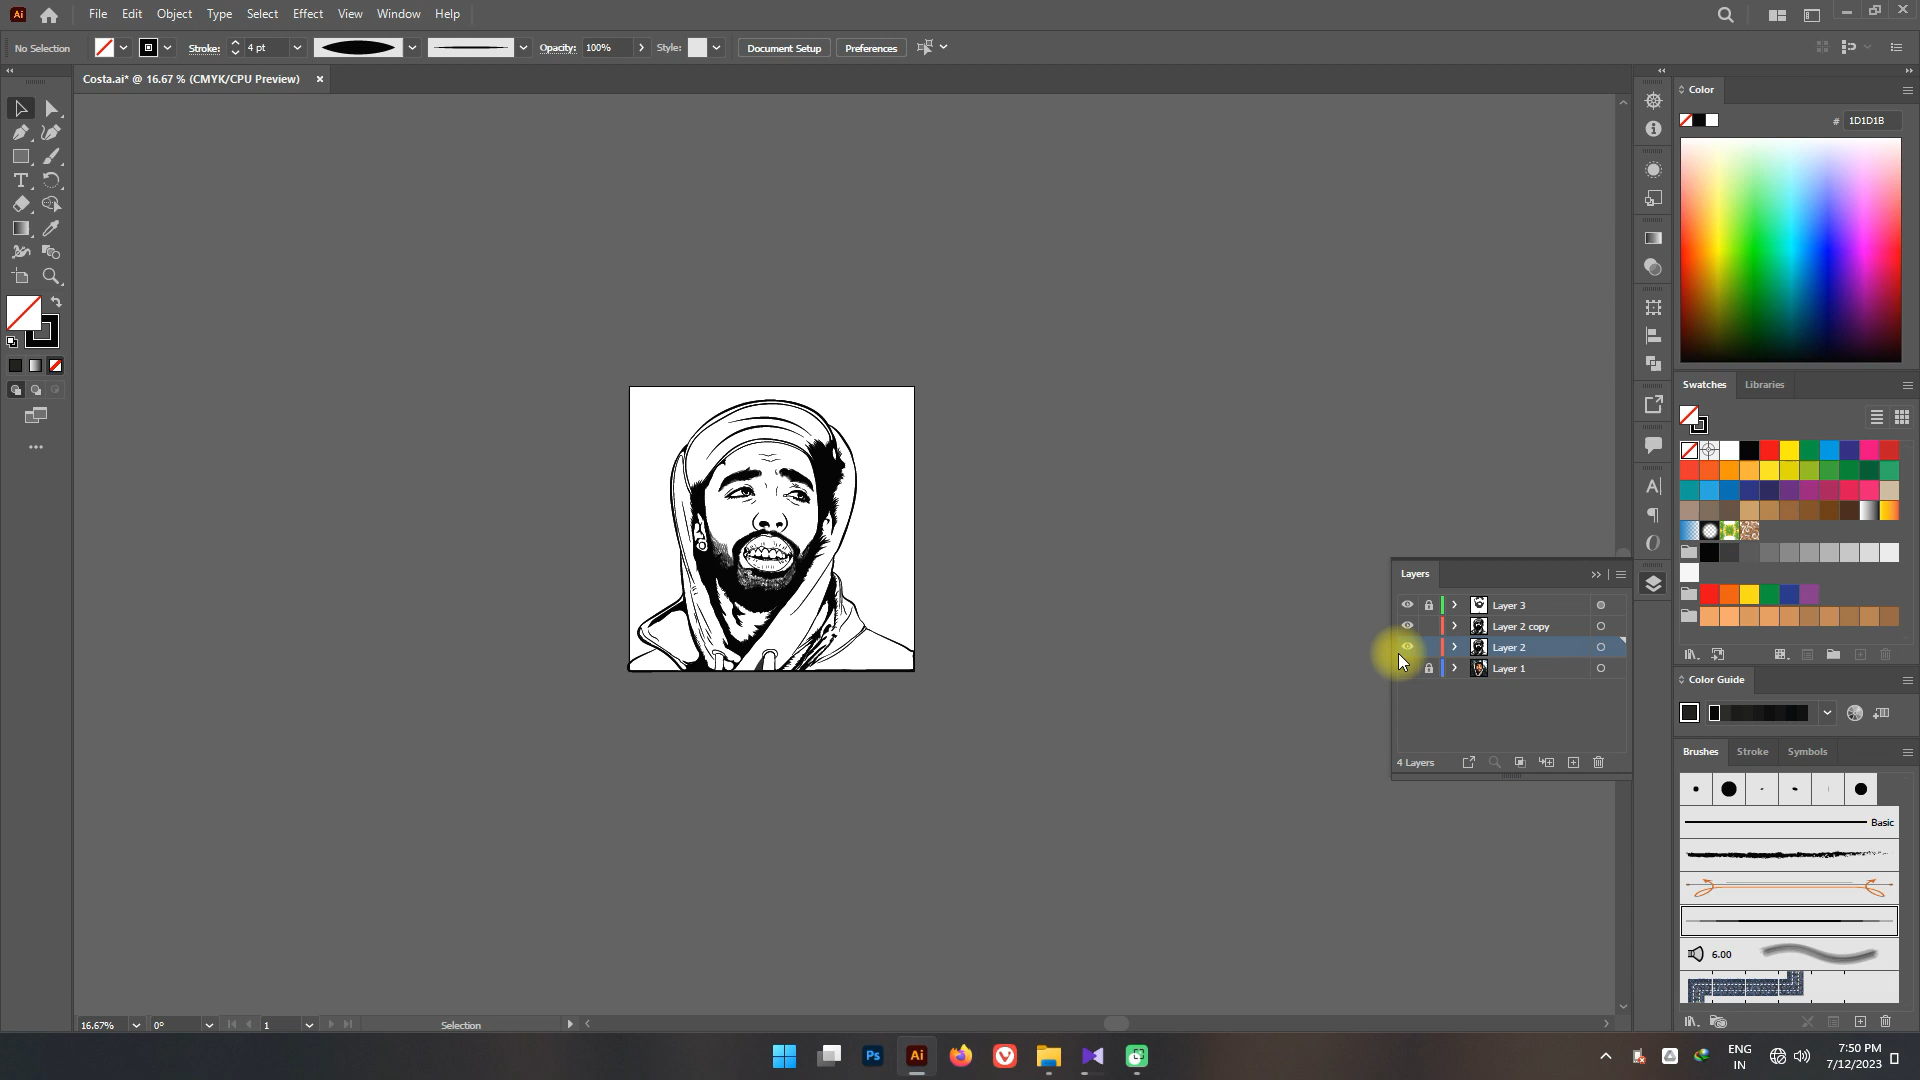 Ai
File Edit Object Type Select Effect View Window Help
No Selection Stroke: 4 pt Opacity: 100% Style: Document Setup Preferences
Costa.ai* @ 16.67 % (CMYK/CPU Preview) ×
Color
# 1D1D1B
Swatches Libraries
Layers
Layer 3
Layer 2 copy
Layer 2
Layer 1
4 Layers
Color Guide
Brushes Stroke Symbols
Basic
6.00
16.67% 0° 1 Selection
Ps Ai
ENG
IN
7:50 PM
7/12/2023